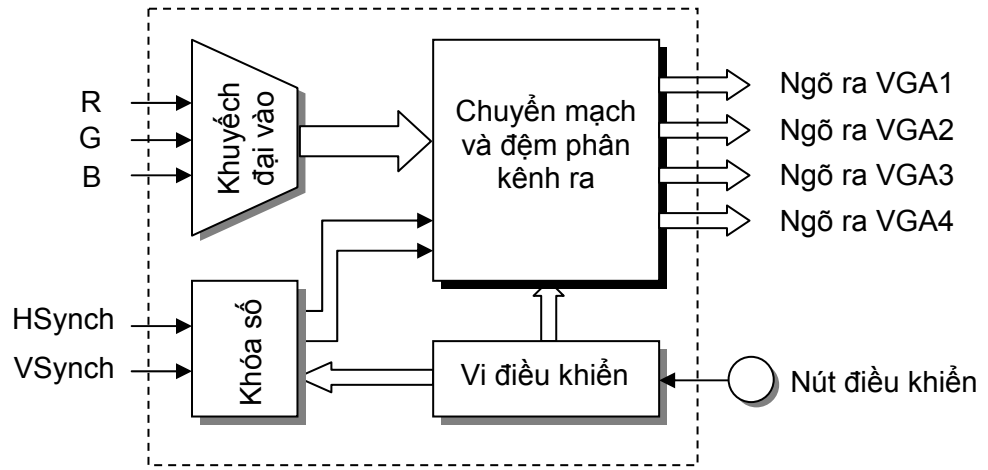 R
G
B
Khuyếch
đại vào
Chuyển mạch
và đệm phân
kênh ra
Ngõ ra VGA1
Ngõ ra VGA2
Ngõ ra VGA3
Ngõ ra VGA4
HSynch
VSynch
Khóa số
Vi điều khiển
Nút điều khiển